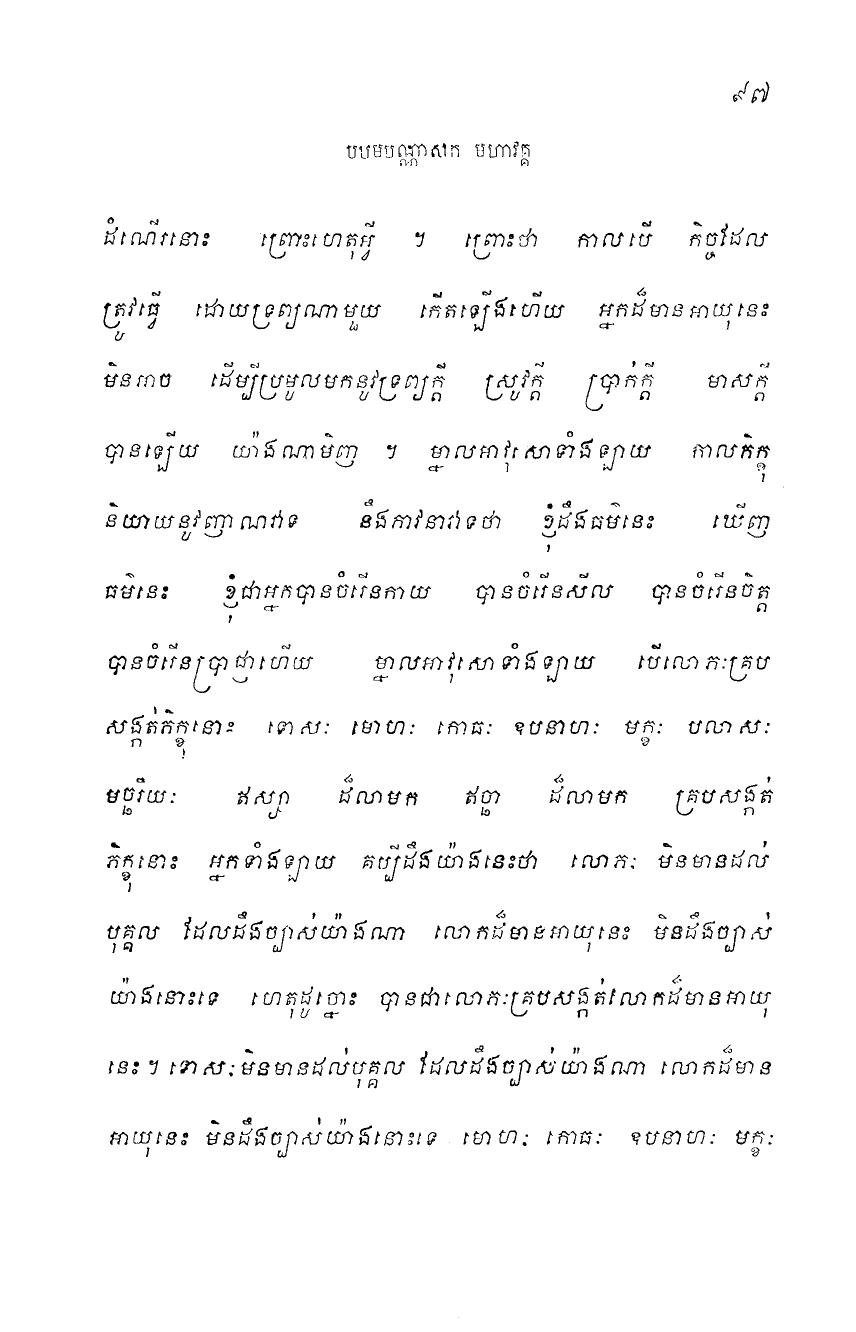 ៩៧
បឋមបណ្ណាសក មហាវគ្គ
ដំណើរនោះ ព្រោះហេតុអ្វី ។ ព្រោះថា កាលបើ កិច្ចដែល
ត្រូវធ្វើ ដោយទ្រព្យណាមួយ កើតឡើងហើយ អ្នកដ៏មានអាយុនេះ
មិនអាច ដើម្បីប្រមូលមកនូវទ្រព្យក្តី ស្រូវក្តី ប្រាក់ក្តី មាសក្តី
បានឡើយ យ៉ាងណាមិញ ។ ម្នាលអាវុសោទាំងឡាយ កាលភិក្ខុ
និយាយនូវញាណវាទ នឹងភាវនាវាទថា ខ្ញុំដឹងធម៌នេះ ឃើញ
ធម៌នេះ ខ្ញុំជាអ្នកបានចំរើនកាយ បានចំរើនសីល បានចំរើនចិត្ត
បានចំរើនប្រាជ្ញាហើយ ម្នាលអាវុសោទាំងឡាយ បើលោភៈគ្រប
សង្កត់ភិក្ខុនោះ ទោសៈ មោហៈ កោធៈ ឧបនាហៈ មក្ខៈ បលាសៈ
មច្ឆរិយៈ ឥស្សា ដ៏លាមក ឥច្ឆា ដ៏លាមក គ្របសង្កត់
ភិក្ខុនោះ អ្នកទាំងឡាយ គប្បីដឹងយ៉ាងនេះថា លោភៈ មិនមានដល់
បុគ្គល ដែលដឹងច្បាស់យ៉ាងណា លោកដ៏មានអាយុនេះ មិនដឹងច្បាស់
យ៉ាងនោះទេ ហេតុដូច្នោះ បានជាលោភៈគ្របសង្កត់លោកដ៏មានអាយុ
នេះ ។ ទោសៈមិនមានដល់បុគ្គល ដែលដឹងច្បាស់យ៉ាងណា លោកដ៏មាន
អាយុនេះ មិនដឹងច្បាស់យ៉ាងនោះទេ មោហៈ កោធៈ ឧបនាហៈ មក្ខៈ